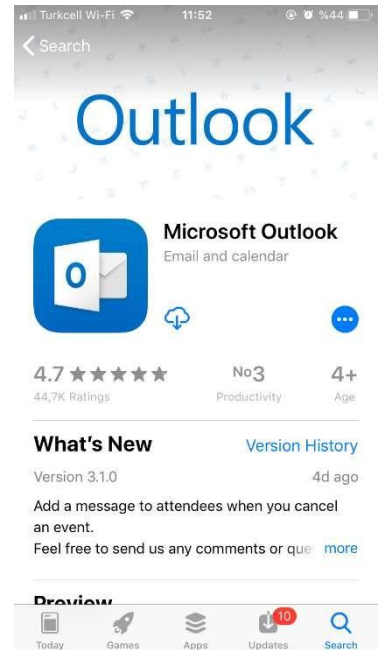 Turkcell Wi-Fi 11:52 %44
Search
Outlook
Microsoft Outlook
Email and calendar
4.7 No3 4+
44,7K Ratings Productivity Age
What's New Version History
Version 3.1.0 4d ago
Add a message to attendees when you cancel
an event.
Feel free to send us any comments or que more
Preview
10
Today Games Apps Updates Search